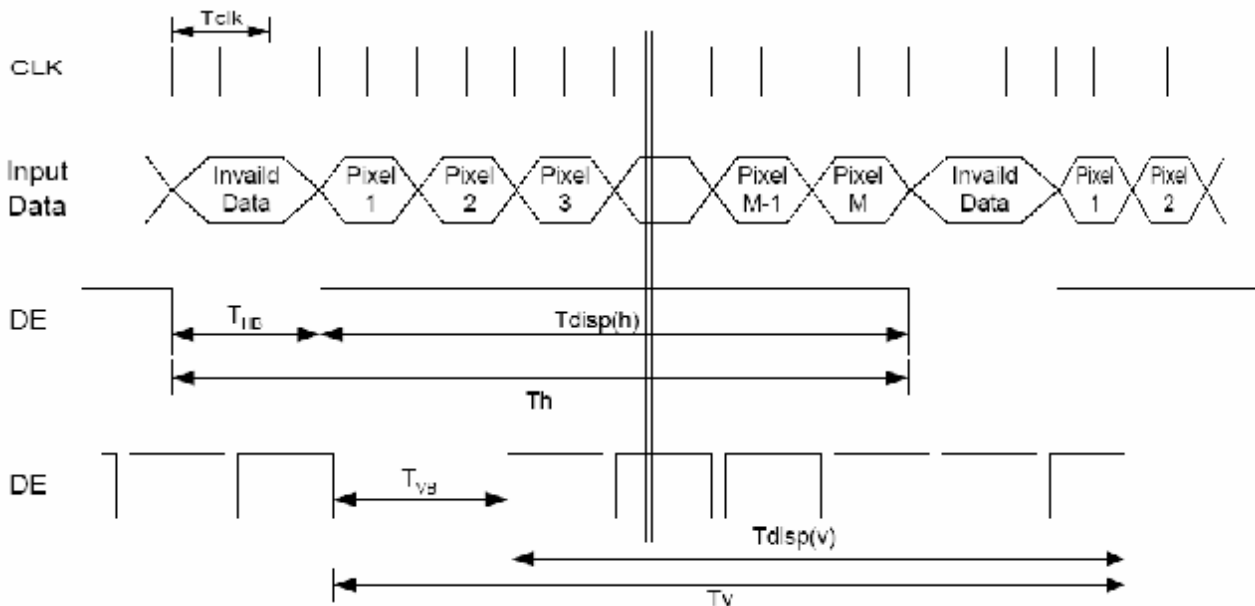 Tclk
CLK
Input
Data
Invaild
Data
Pixel
1
Pixel
2
Pixel
3
Pixel
M-1
Pixel
M
Invaild
Data
Pixel
1
Pixel
2
DE
THB
Tdisp(h)
Th
DE
TVB
Tdisp(v)
Tv